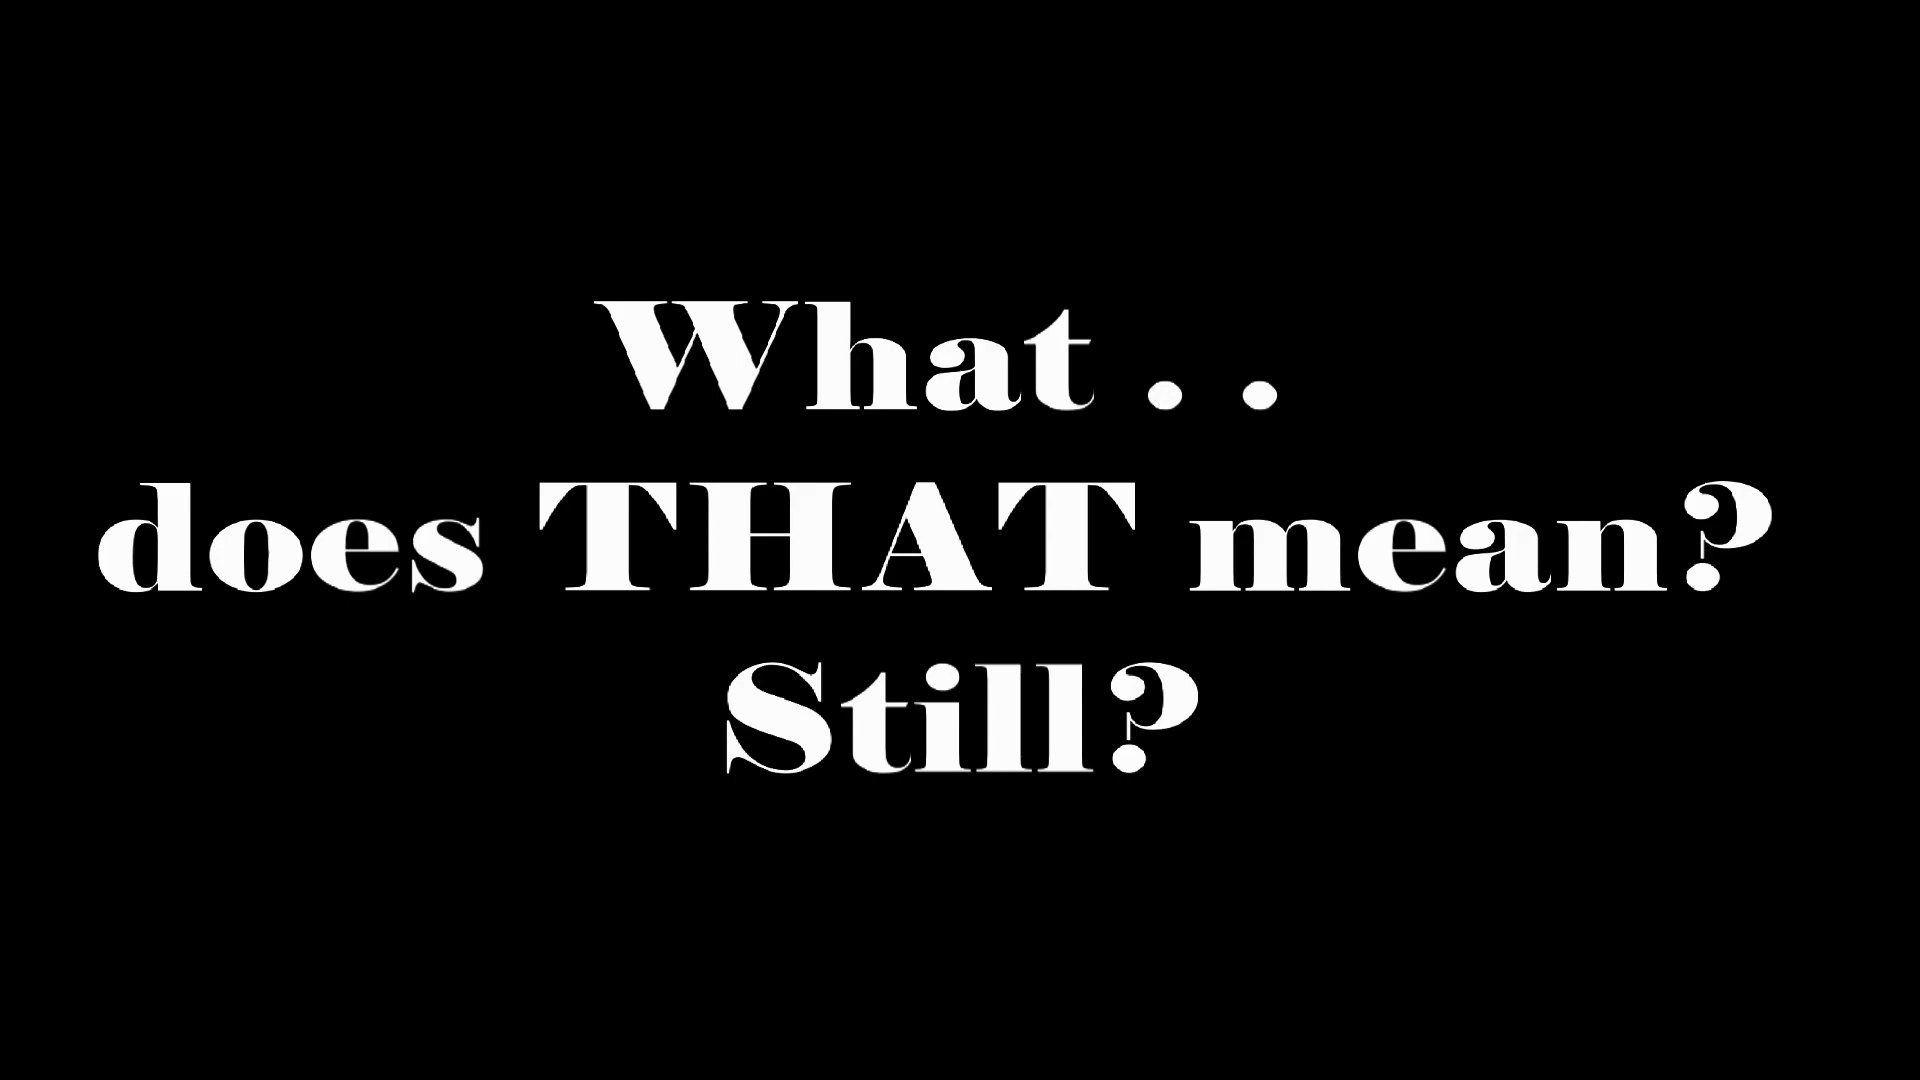 What . .
does THAT mean?
Still?